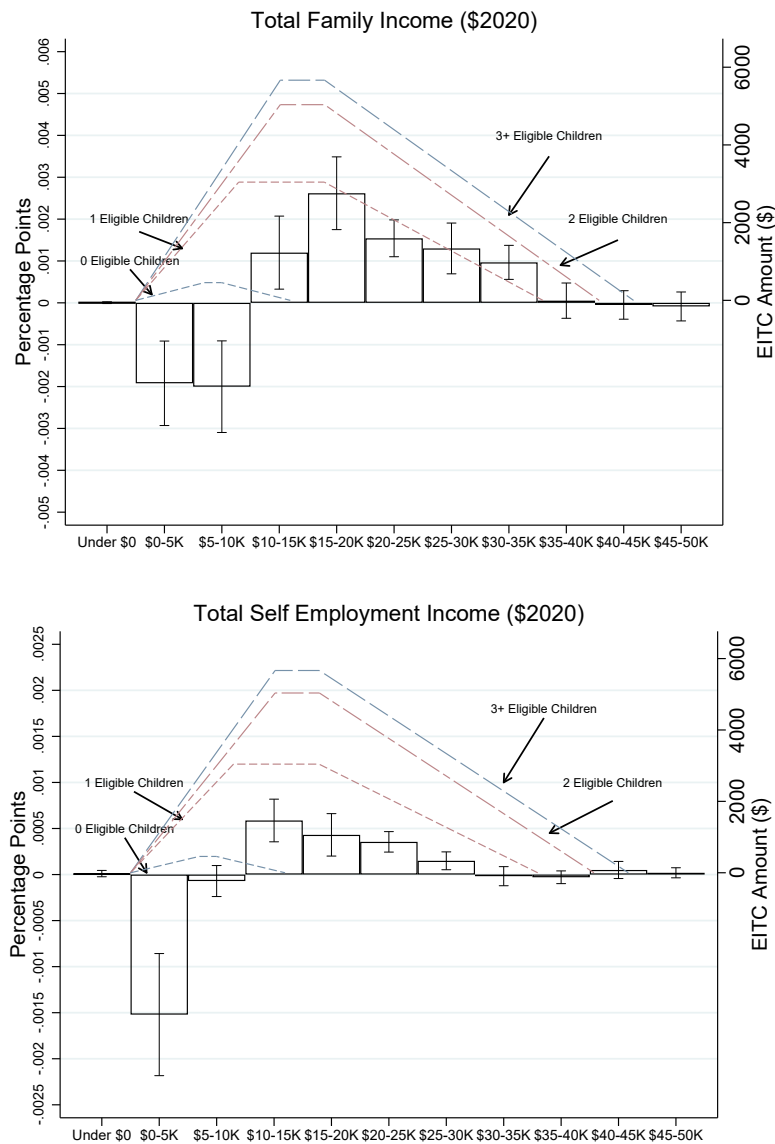 Total Family Income ($2020)
.006
.005
.004
.003
.002
.001
0
-.001
-.002
-.003
-.004
-.005
Percentage Points
6000
4000
2000
0
EITC Amount ($)
3+ Eligible Children
1 Eligible Children
2 Eligible Children
0 Eligible Children
Under $0 $0-5K $5-10K $10-15K $15-20K $20-25K $25-30K $30-35K $35-40K $40-45K $45-50K
Total Self Employment Income ($2020)
.0025
.002
.0015
.001
.0005
0
-.0005
-.001
-.0015
-.002
-.0025
Percentage Points
6000
4000
2000
0
EITC Amount ($)
3+ Eligible Children
1 Eligible Children
2 Eligible Children
0 Eligible Children
Under $0 $0-5K $5-10K $10-15K $15-20K $20-25K $25-30K $30-35K $35-40K $40-45K $45-50K